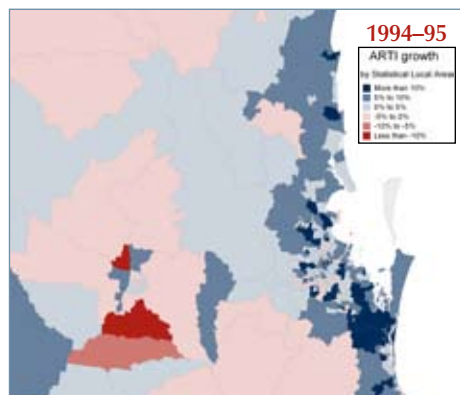 1994–95
ARTI growth
by Statistical Local Areas
More than 10%
5% to 10%
0% to 5%
-5% to 0%
-10% to -5%
Less than -10%